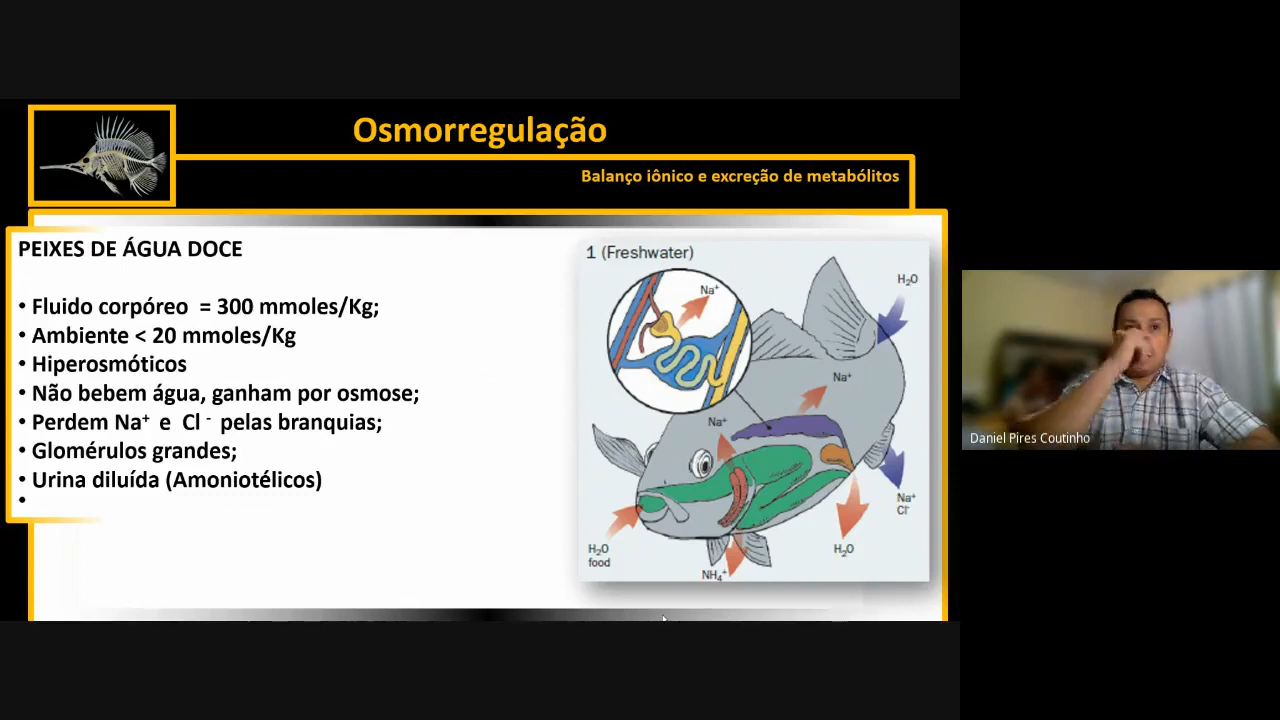 Osmorregulação
Balanço iônico e excreção de metabólitos
PEIXES DE ÁGUA DOCE
• Fluido corpóreo = 300 mmoles/Kg;
• Ambiente < 20 mmoles/Kg
• Hiperosmóticos
• Não bebem água, ganham por osmose;
• Perdem Na⁺ e Cl⁻ pelas branquias;
• Glomérulos grandes;
• Urina diluída (Amoniotélicos)
•
1 (Freshwater)
H₂O
Na⁺
Na⁺
Na⁺
Na⁺
Cl⁻
H₂O
food
H₂O
NH₄⁺
Daniel Pires Coutinho